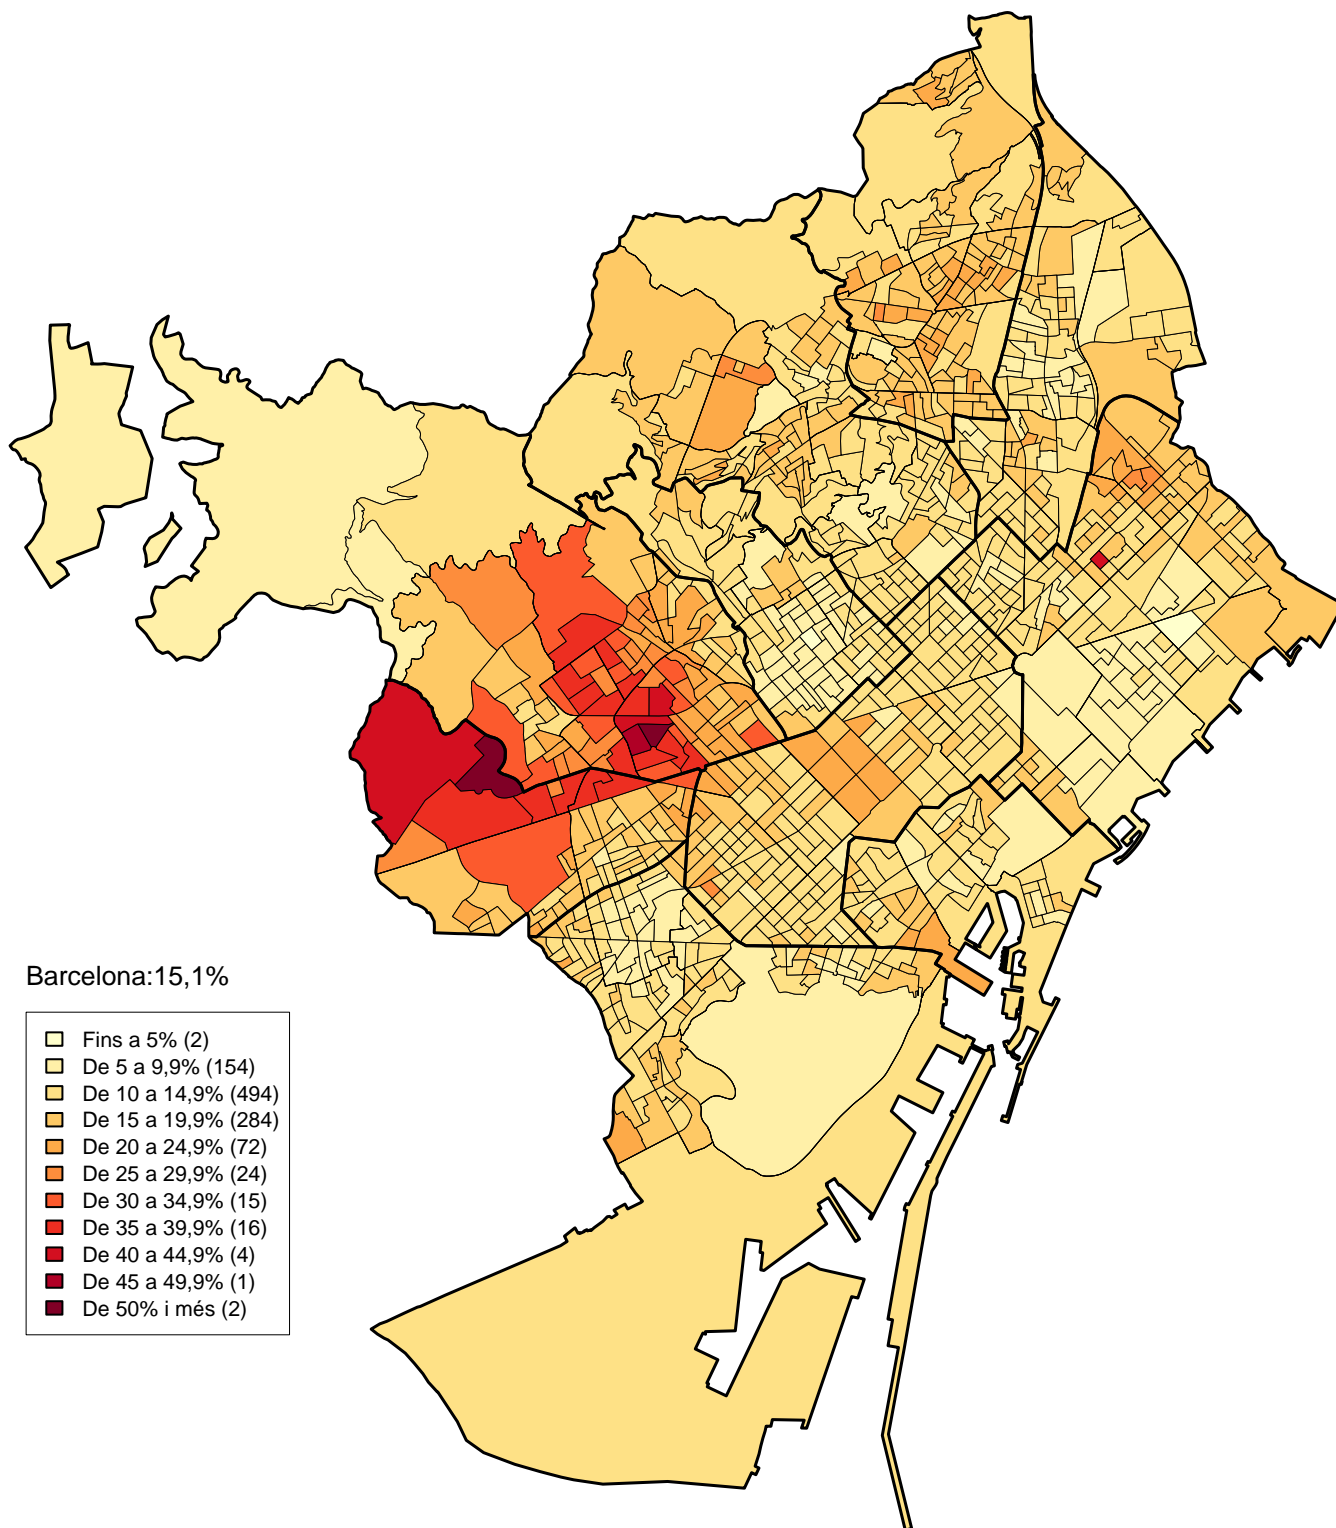 Barcelona:15,1%
Fins a 5% (2)
De 5 a 9,9% (154)
De 10 a 14,9% (494)
De 15 a 19,9% (284)
De 20 a 24,9% (72)
De 25 a 29,9% (24)
De 30 a 34,9% (15)
De 35 a 39,9% (16)
De 40 a 44,9% (4)
De 45 a 49,9% (1)
De 50% i més (2)